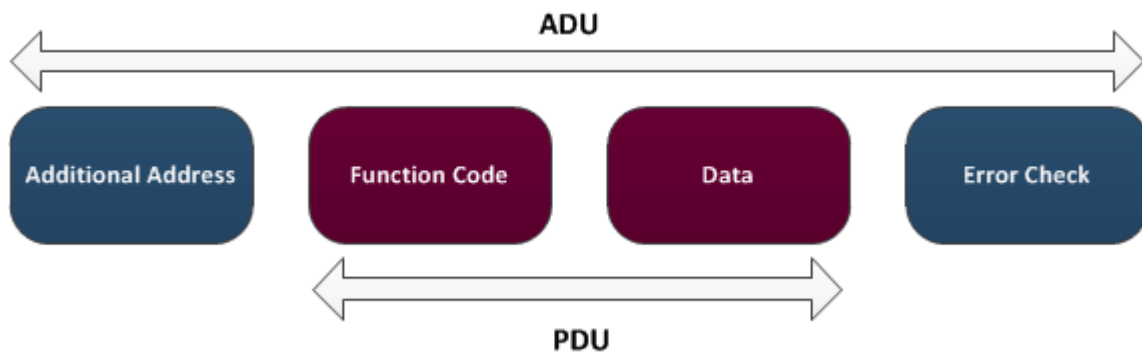 ADU
Additional Address
Function Code
Data
Error Check
PDU